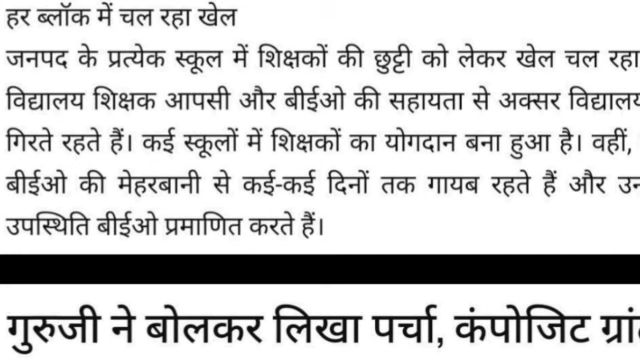 हर ब्लॉक में चल रहा खेल
जनपद के प्रत्येक स्कूल में शिक्षकों की छुट्टी को लेकर खेल चल रहा
विद्यालय शिक्षक आपसी और बीईओ की सहायता से अक्सर विद्यालय
गिरते रहते हैं। कई स्कूलों में शिक्षकों का योगदान बना हुआ है। वहीं,
बीईओ की मेहरबानी से कई-कई दिनों तक गायब रहते हैं और
उपस्थिति बीईओ प्रमाणित करते हैं।
गुरुजी ने बोलकर लिखा पर्चा, कंपोजिट